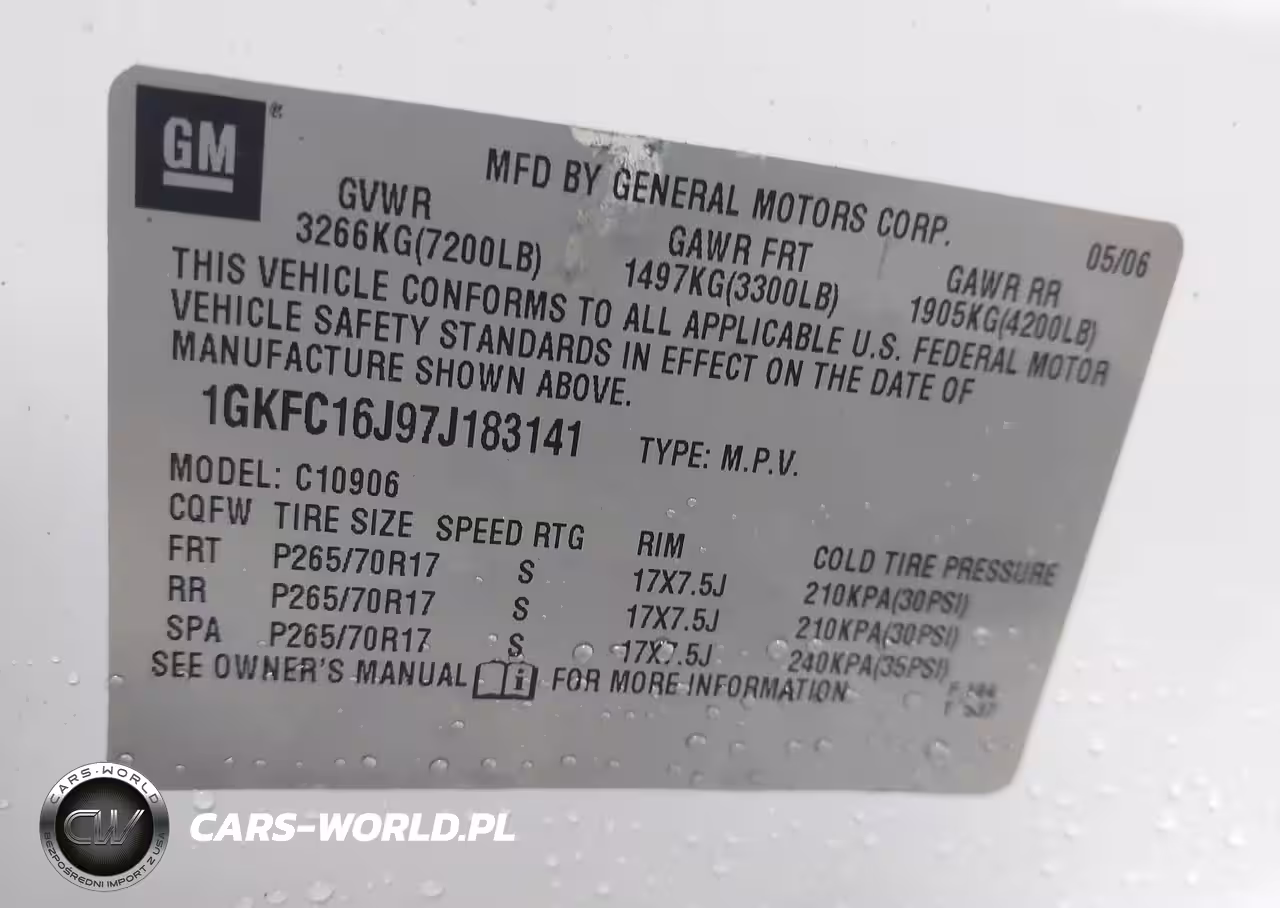 GM®
MFD BY GENERAL MOTORS CORP.
05/06
GVWR GAWR FRT GAWR RR
3266KG(7200LB) 1497KG(3300LB) 1905KG(4200LB)
THIS VEHICLE CONFORMS TO ALL APPLICABLE U.S. FEDERAL MOTOR
VEHICLE SAFETY STANDARDS IN EFFECT ON THE DATE OF
MANUFACTURE SHOWN ABOVE.
1GKFC16J97J183141 TYPE: M.P.V.
MODEL: C10906
CQFW TIRE SIZE SPEED RTG RIM COLD TIRE PRESSURE
FRT P265/70R17 S 17X7.5J 210KPA(30PSI)
RR P265/70R17 S 17X7.5J 210KPA(30PSI)
SPA P265/70R17 S 17X7.5J 240KPA(35PSI)
SEE OWNER'S MANUAL i FOR MORE INFORMATION
CARS-WORLD
CW
BEZPOŚREDNI IMPORT Z USA
CARS-WORLD.PL